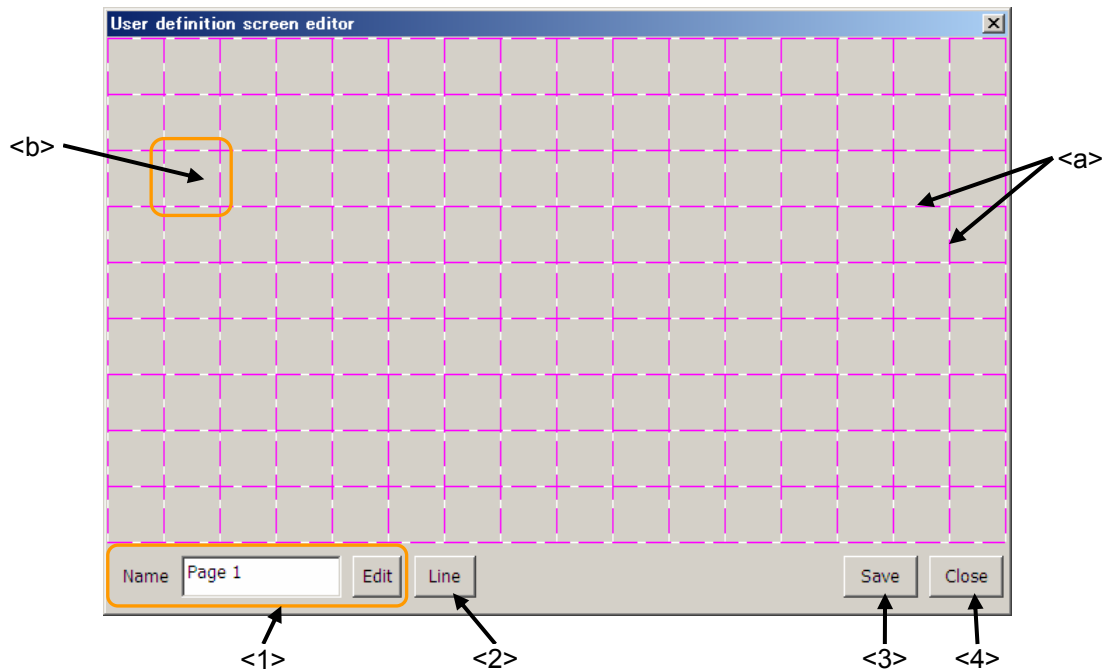 User definition screen editor
<b>
<a>
Name Page 1 Edit Line Save Close
<1> <2> <3> <4>